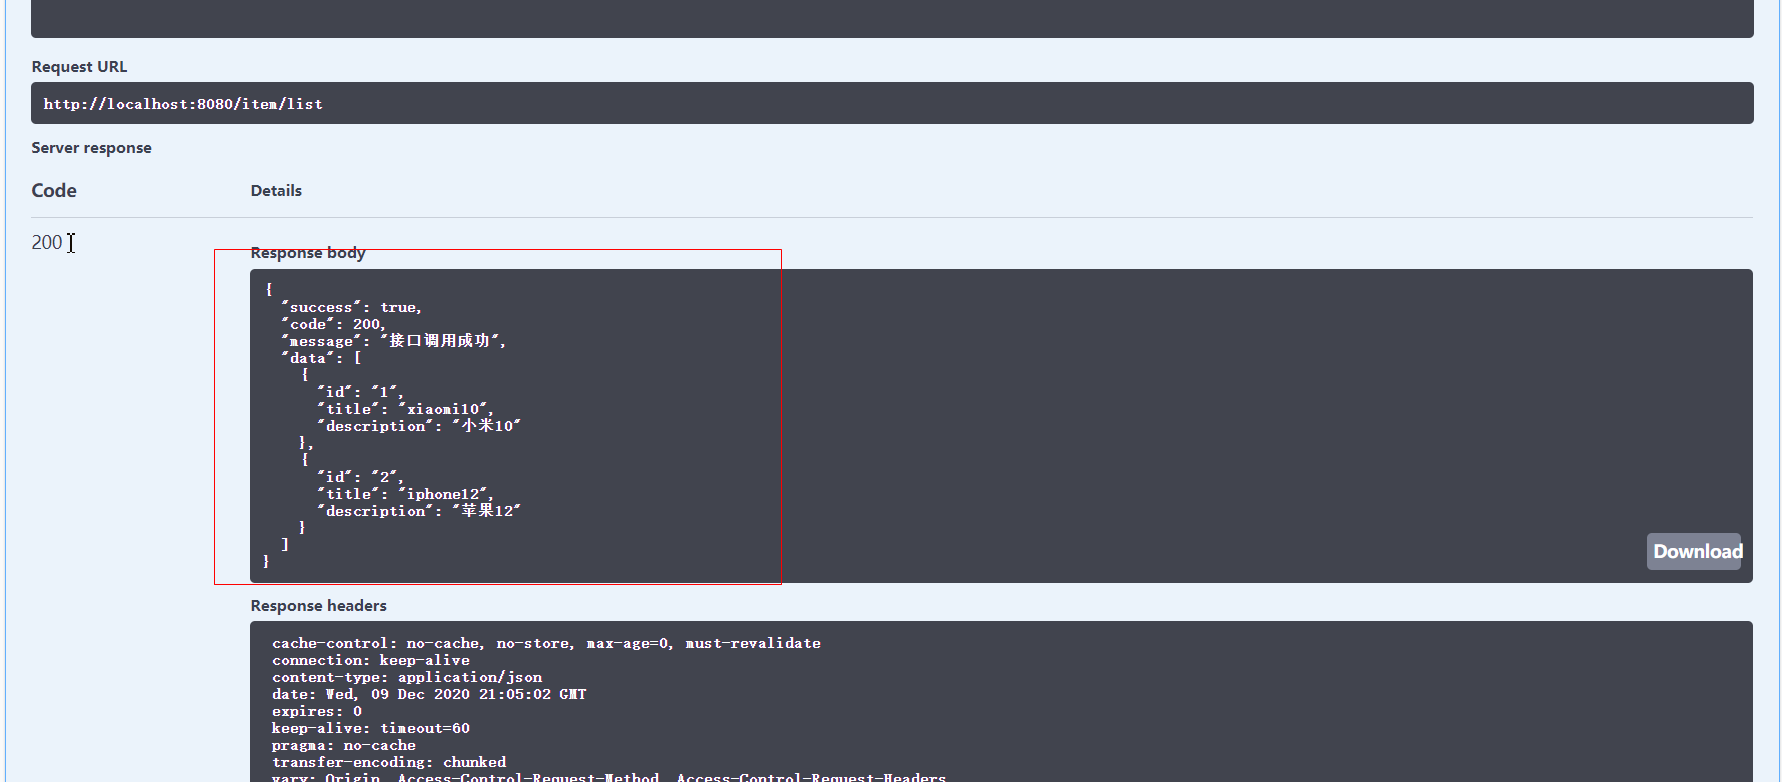 Request URL
http://localhost:8080/item/list
Server response
Code Details
200
Response body
{
"success": true,
"code": 200,
"message": "接口调用成功",
"data": [
{
"id": "1",
"title": "xiaomi10",
"description": "小米10"
},
{
"id": "2",
"title": "iphone12",
"description": "苹果12"
}
]
}
Download
Response headers
cache-control: no-cache, no-store, max-age=0, must-revalidate
connection: keep-alive
content-type: application/json
date: Wed, 09 Dec 2020 21:05:02 GMT
expires: 0
keep-alive: timeout=60
pragma: no-cache
transfer-encoding: chunked
vary: Origin, Access-Control-Request-Method, Access-Control-Request-Headers